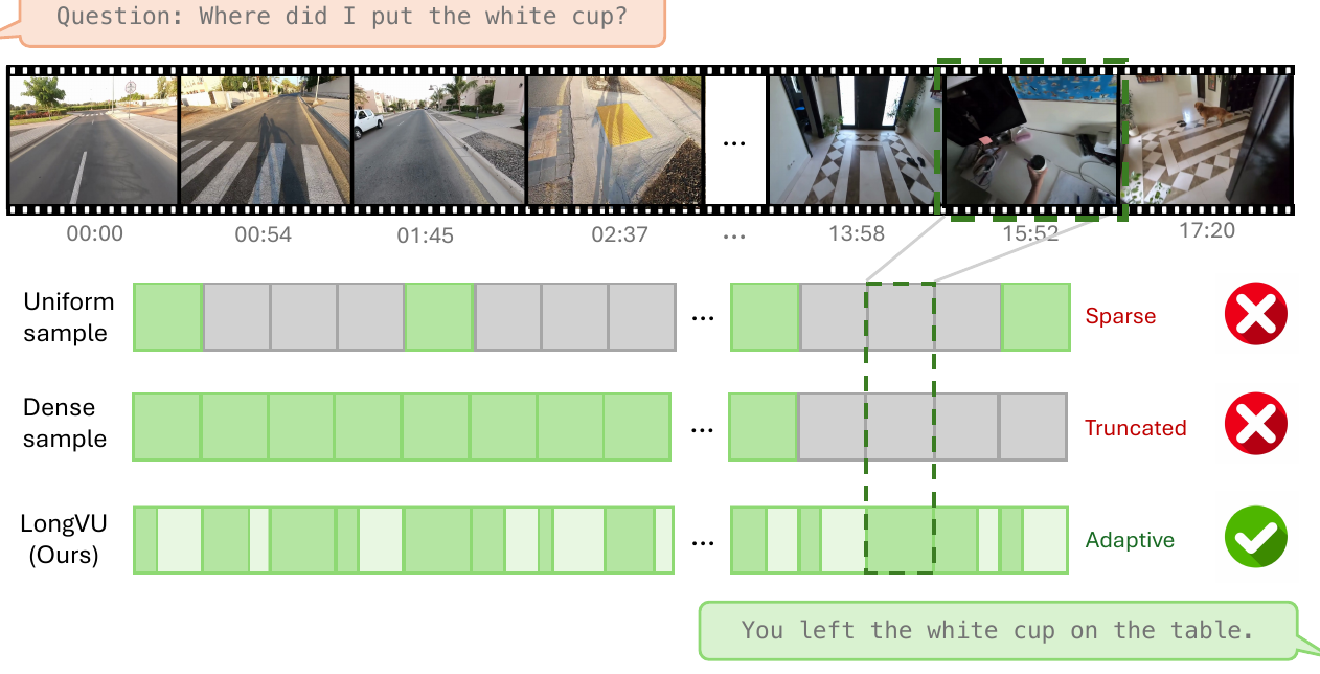 Question: Where did I put the white cup?
...
00:00 00:54 01:45 02:37 ... 13:58 15:52 17:20
Uniform
sample
...
Sparse
Dense
sample
...
Truncated
LongVU
(Ours)
...
Adaptive
You left the white cup on the table.